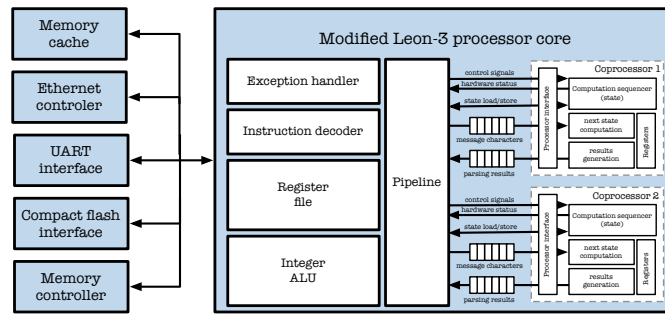 Memory
cache
Ethernet
controler
UART
interface
Compact flash
interface
Memory
controller
Modified Leon-3 processor core
Exception handler
Instruction decoder
Register
file
Integer
ALU
Pipeline
control signals
hardware status
state load/store
message characters
parsing results
Processor interface
Coprocessor 1
Computation sequencer
(state)
next state
computation
results
generation
Registers
control signals
hardware status
state load/store
message characters
parsing results
Processor interface
Coprocessor 2
Computation sequencer
(state)
next state
computation
results
generation
Registers